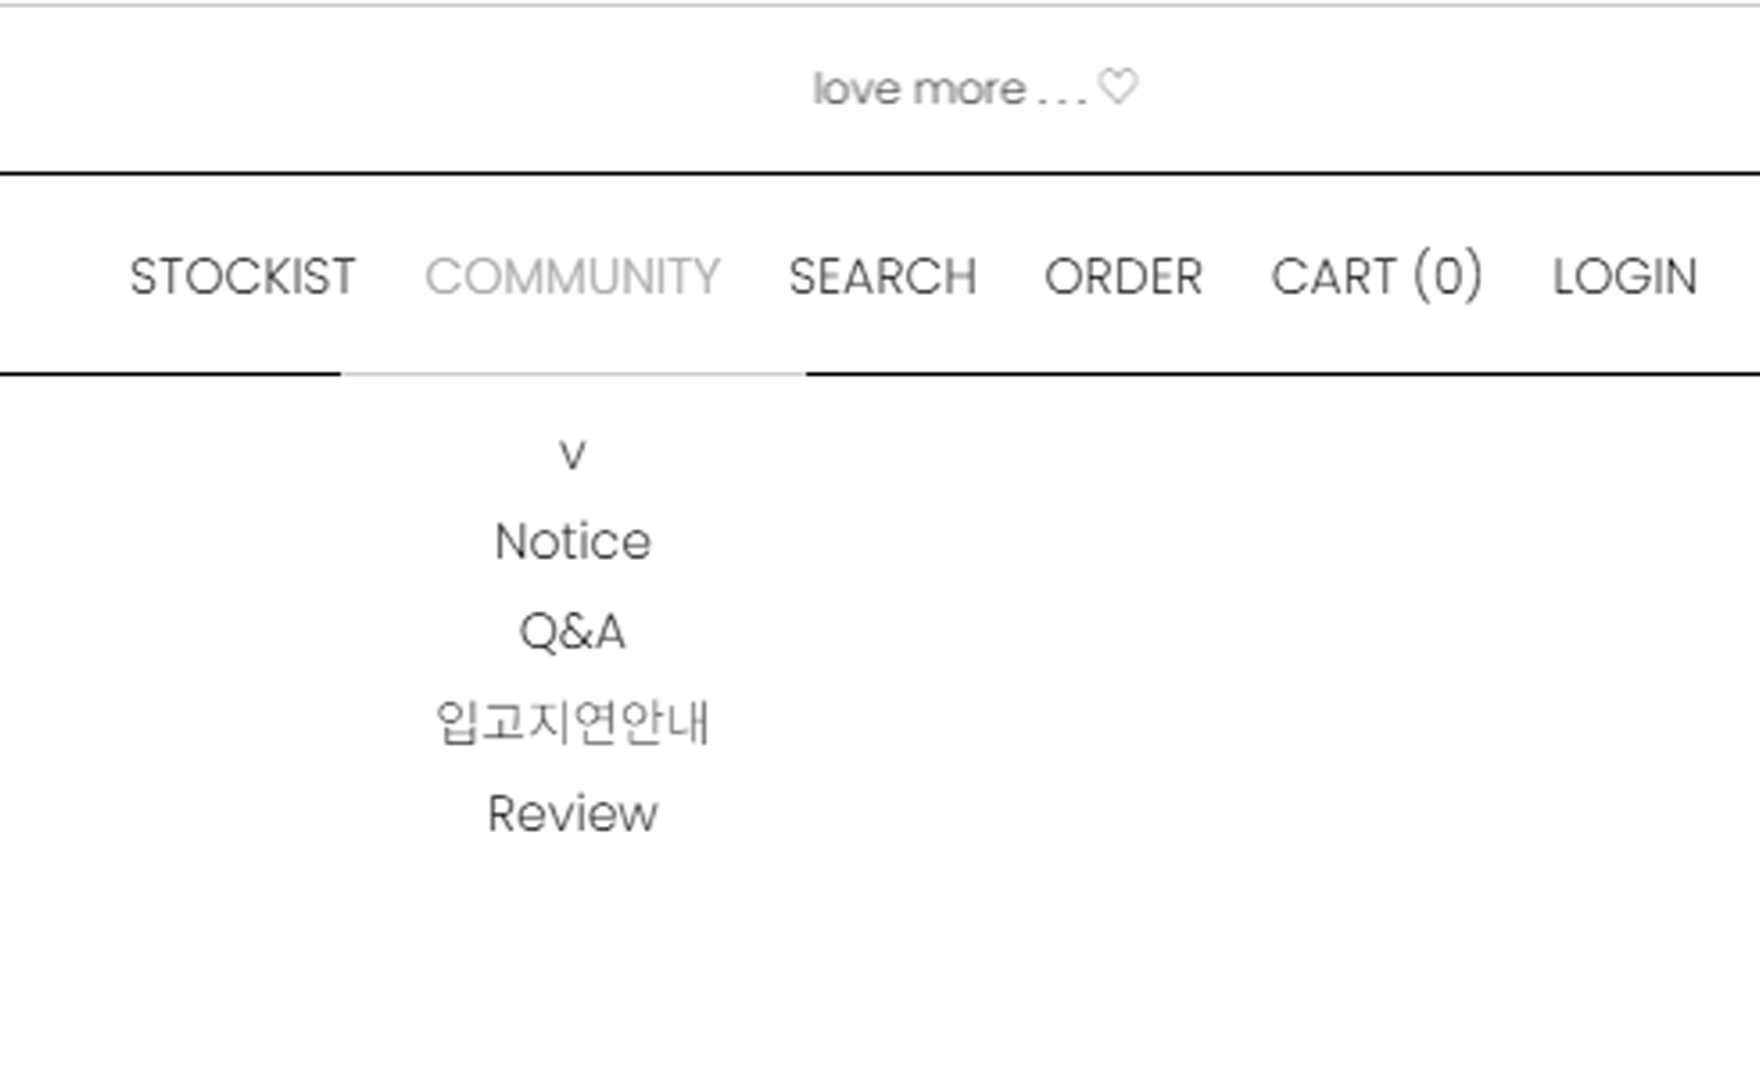 love more . . . ♡
STOCKIST COMMUNITY SEARCH ORDER CART (0) LOGIN
v
Notice
Q&A
입고지연안내
Review